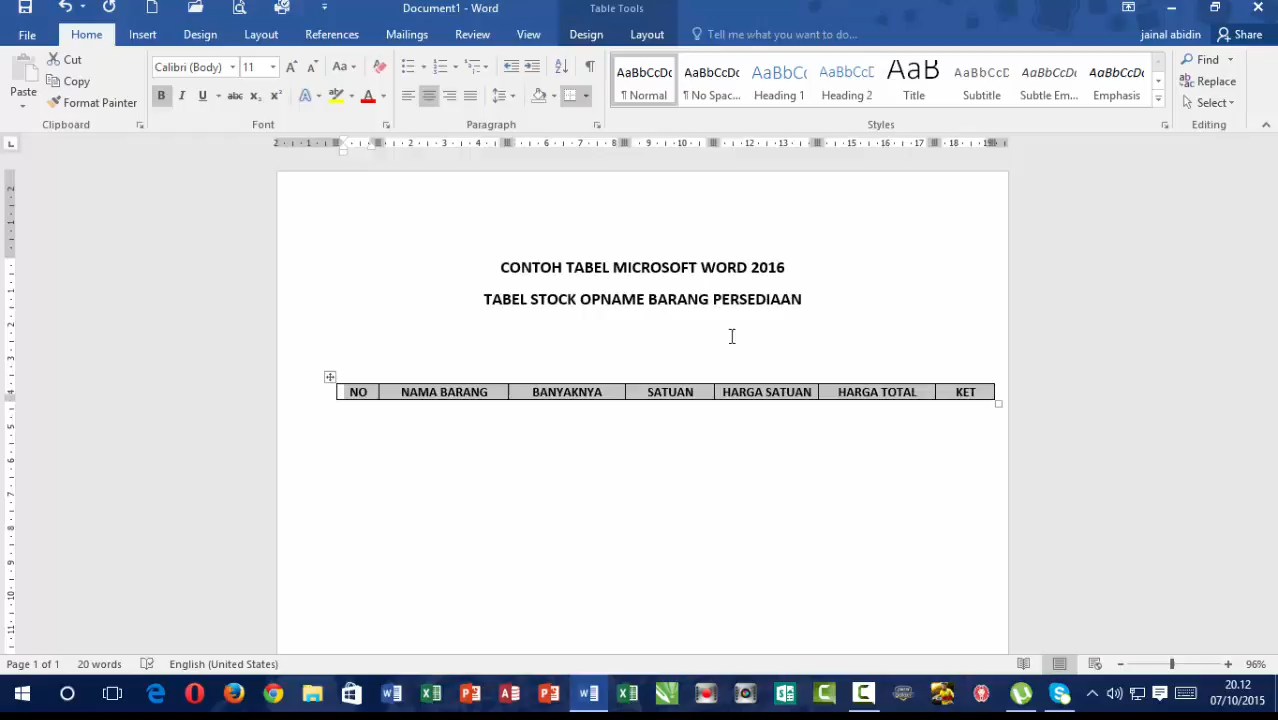 Document1 - Word
Table Tools
File Home Insert Design Layout References Mailings Review View Design Layout Tell me what you want to do... jainal abidin Share
Paste
Cut
Copy
Format Painter
Clipboard
Calibri (Body) 11
Font
Paragraph
AaBbCcDc AaBbCcDc AaBbCc AaBbCcD AaB AaBbCcD AaBbCcDc AaBbCcDc
¶ Normal ¶ No Spac... Heading 1 Heading 2 Title Subtitle Subtle Em... Emphasis
Styles
Find
Replace
Select
Editing
CONTOH TABEL MICROSOFT WORD 2016
TABEL STOCK OPNAME BARANG PERSEDIAAN
NO NAMA BARANG BANYAKNYA SATUAN HARGA SATUAN HARGA TOTAL KET
Page 1 of 1 20 words English (United States) 96%
20.12
07/10/2015